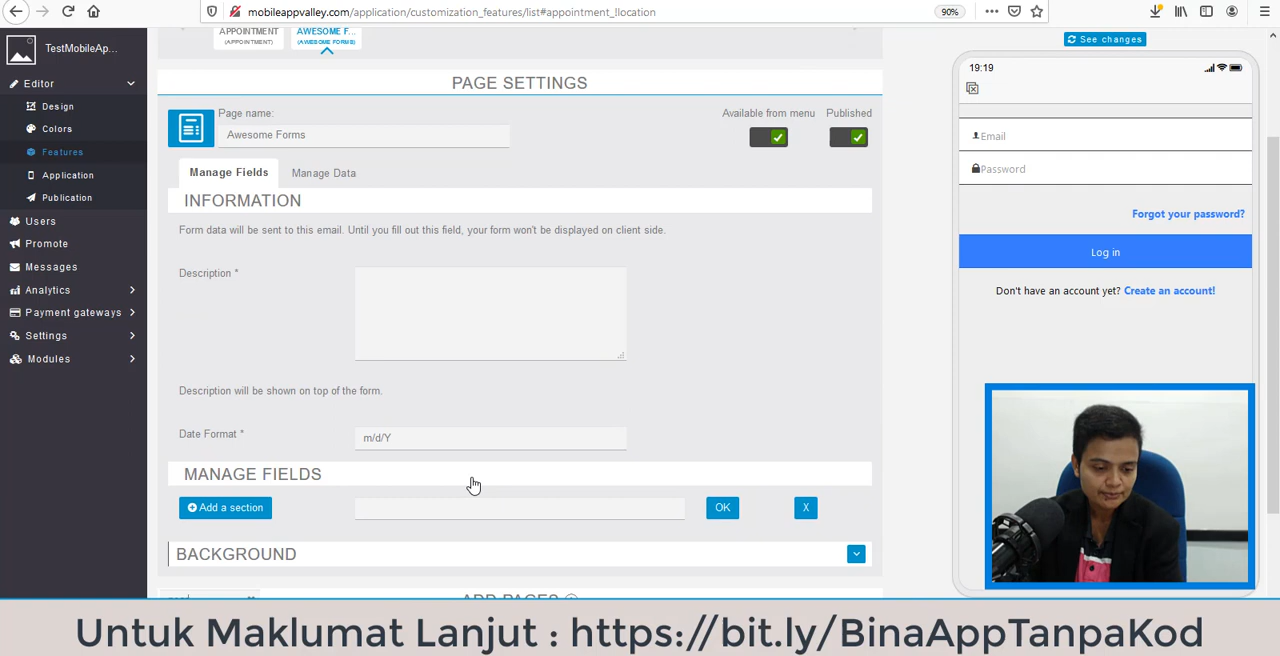 mobileappvalley.com/application/customization_features/list#appointment_llocation
90%
TestMobileAp...
Editor
Design
Colors
Features
Application
Publication
Users
Promote
Messages
Analytics
Payment gateways
Settings
Modules
APPOINTMENT
(APPOINTMENT)
AWESOME F...
(AWESOME FORMS)
PAGE SETTINGS
Page name:
Awesome Forms
Available from menu
Published
Manage Fields
Manage Data
INFORMATION
Form data will be sent to this email. Until you fill out this field, your form won't be displayed on client side.
Description *
Description will be shown on top of the form.
Date Format *
m/d/Y
MANAGE FIELDS
Add a section
OK
X
BACKGROUND
ADD PAGES
See changes
19:19
Email
Password
Forgot your password?
Log in
Don't have an account yet? Create an account!
Untuk Maklumat Lanjut : https://bit.ly/BinaAppTanpaKod